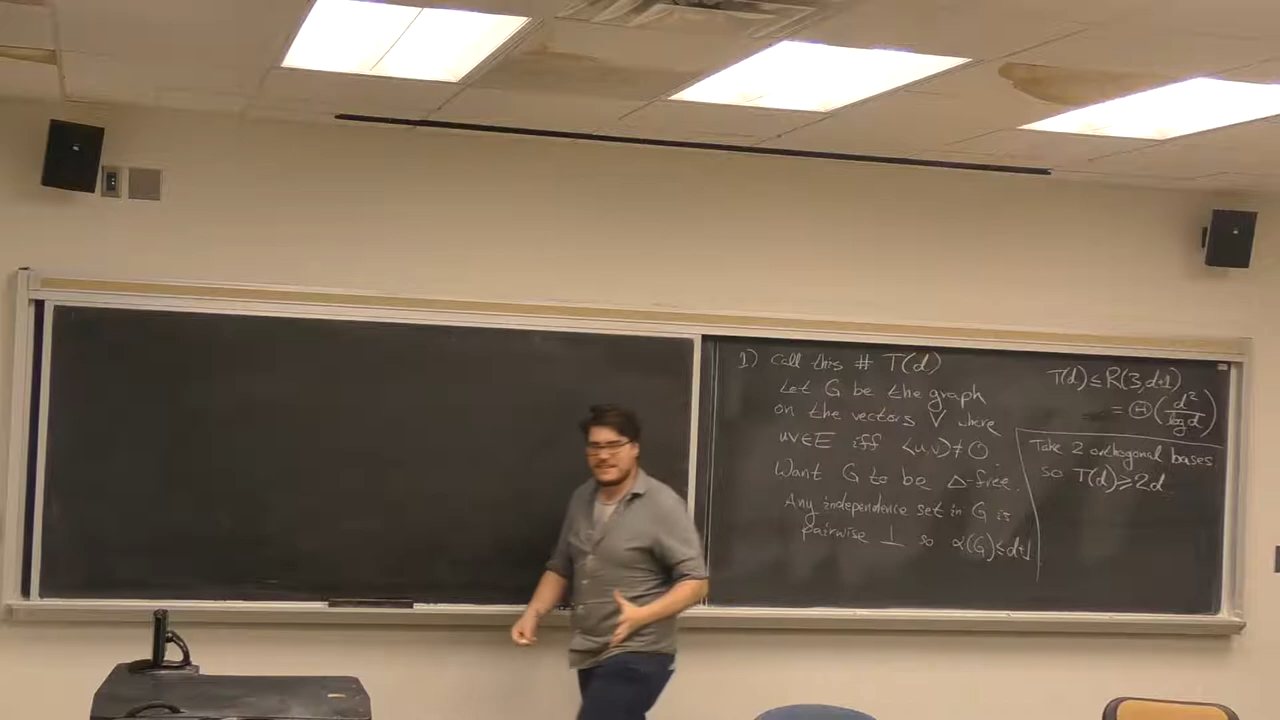 1) Call this # T(d)
Let G be the graph
on the vectors V where
uv∈E iff ⟨u,v⟩≠0
Want G to be Δ-free.
Any independence set in G is
pairwise ⊥ so α(G)≤d+1
T(d)≤R(3,d+1)
=Θ(d²/log d)
Take 2 orthogonal bases
so T(d)≥2d